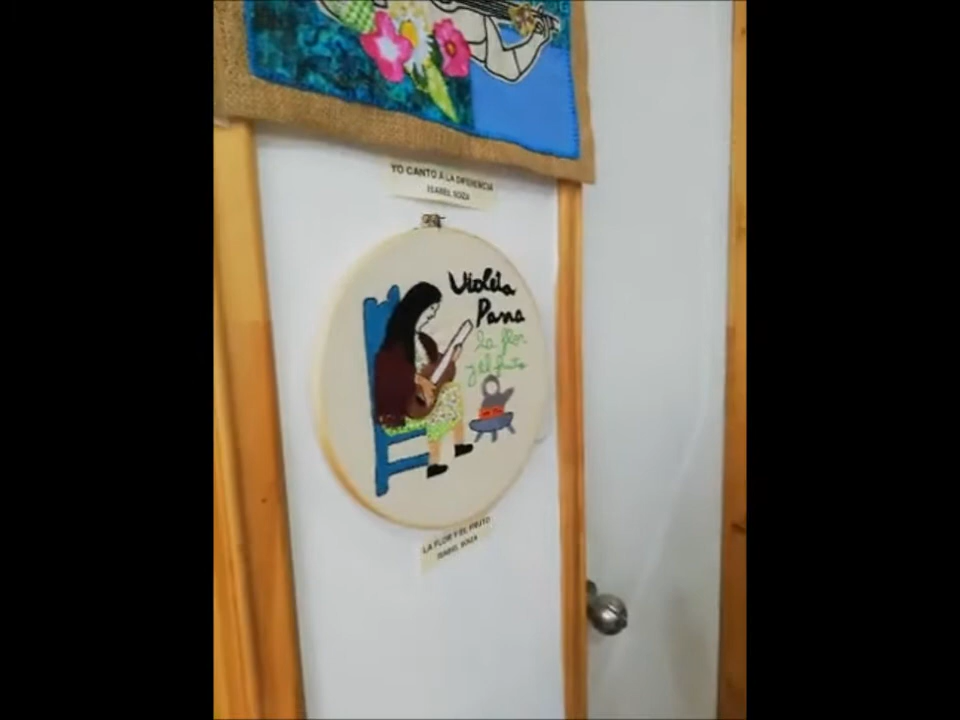 YO CANTO A LA DIFERENCIA
ISABEL SOZA
Violeta
Parra
la flor
y el fruto
LA FLOR Y EL FRUTO
ISABEL SOZA